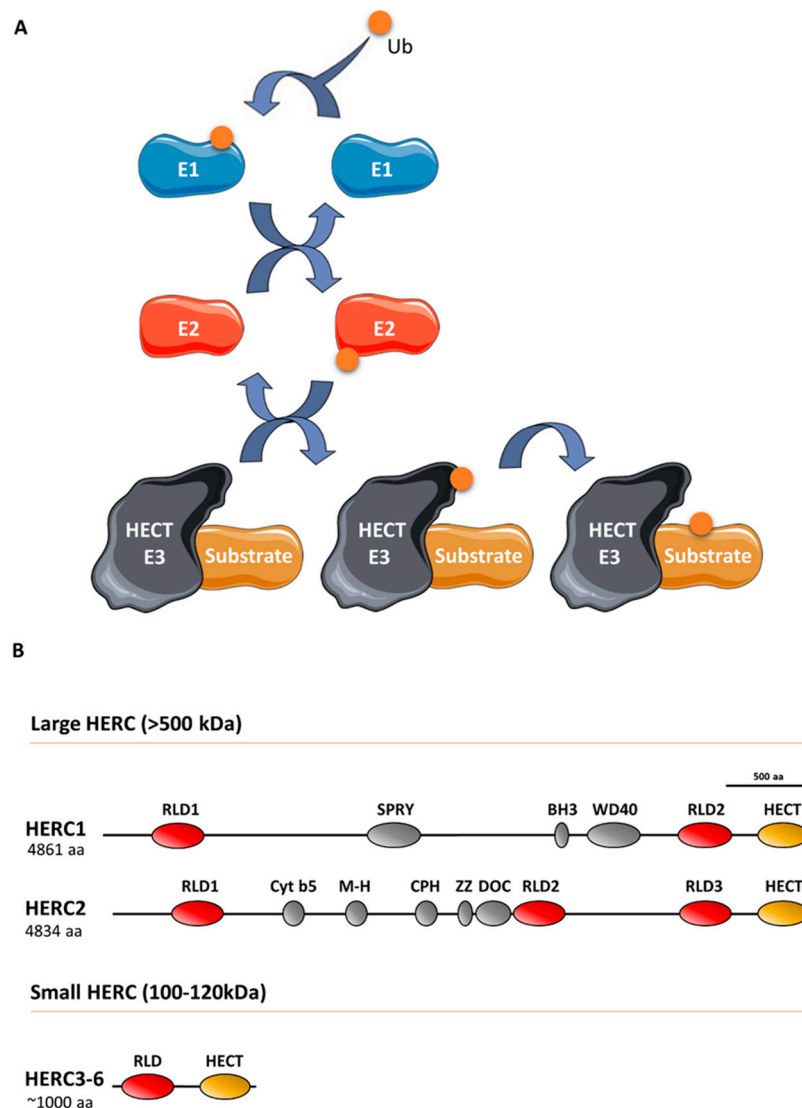 A
Ub
E1
E1
E2
E2
HECT
E3
Substrate
HECT
E3
Substrate
HECT
E3
Substrate
B
Large HERC (>500 kDa)
500 aa
RLD1
SPRY
BH3
WD40
RLD2
HECT
HERC1
4861 aa
RLD1
Cyt b5
M-H
CPH
ZZ
DOC
RLD2
RLD3
HECT
HERC2
4834 aa
Small HERC (100-120kDa)
RLD
HECT
HERC3-6
~1000 aa